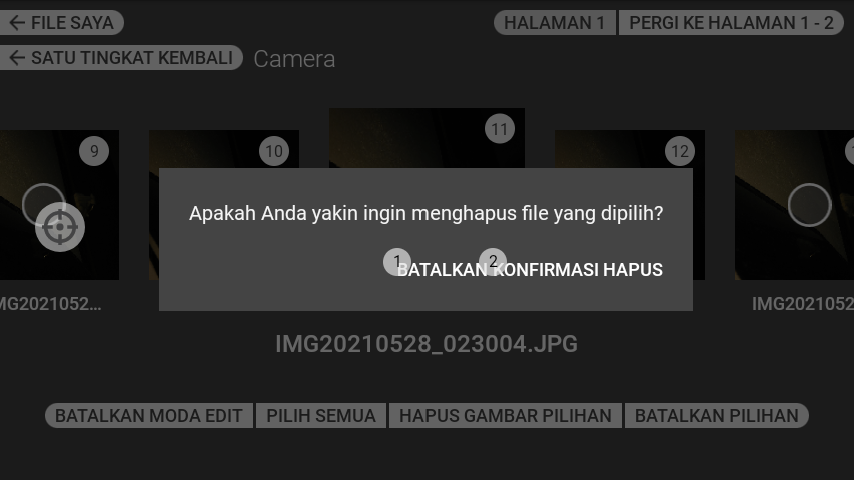 FILE SAYA
HALAMAN 1
PERGI KE HALAMAN 1 - 2
SATU TINGKAT KEMBALI
Camera
9
10
11
12
Apakah Anda yakin ingin menghapus file yang dipilih?
1
2
BATALKAN KONFIRMASI HAPUS
MG2021052...
IMG2021052
IMG20210528_023004.JPG
BATALKAN MODA EDIT
PILIH SEMUA
HAPUS GAMBAR PILIHAN
BATALKAN PILIHAN